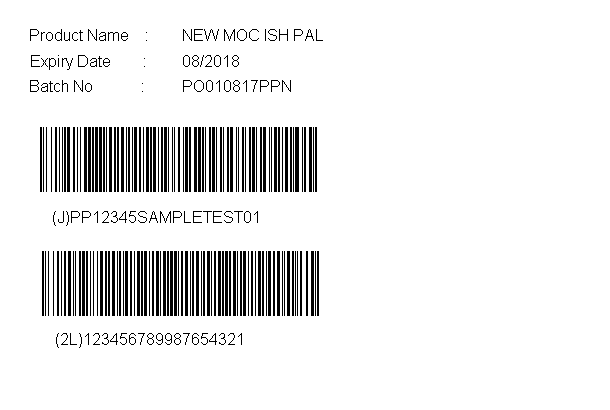 Product Name : NEW MOC ISH PAL
Expiry Date : 08/2018
Batch No : PO010817PPN
(J)PP12345SAMPLETEST01
(2L)123456789987654321